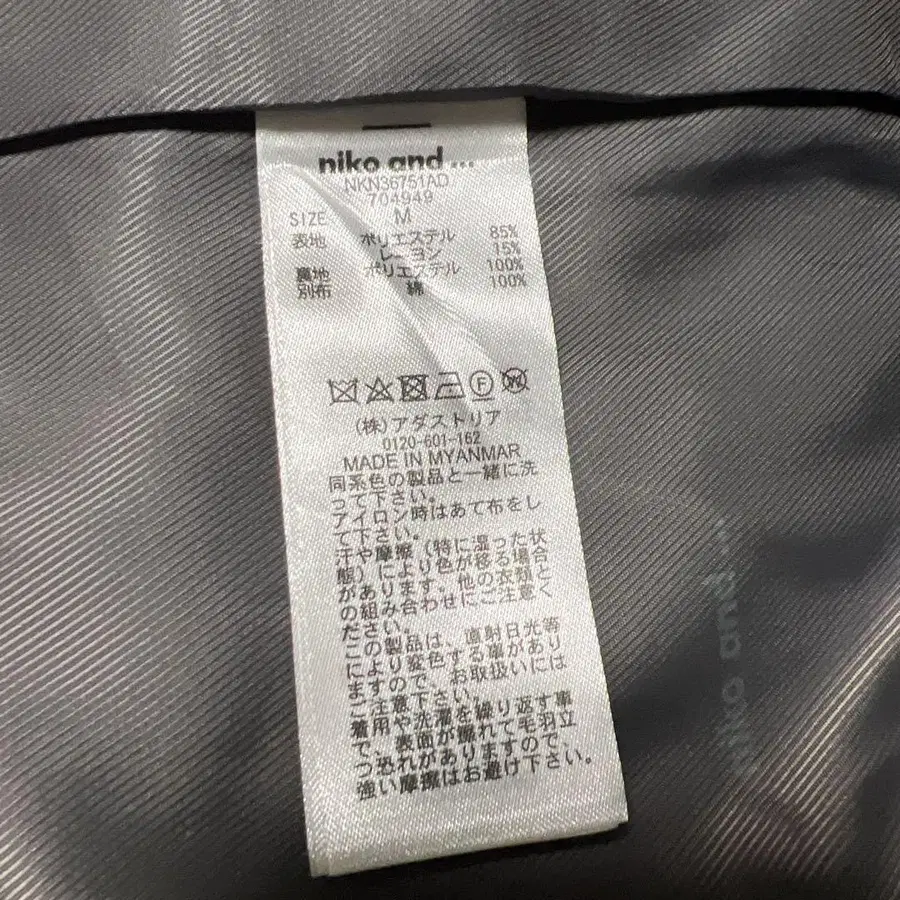 niko and ...
NKN36751AD
704949
SIZE M
表地 ポリエステル 85%
レーヨン 15%
裏地 ポリエステル 100%
別布 綿 100%
F W
(株)アダストリア
0120-601-162
MADE IN MYANMAR
同系色の製品と一緒に洗
って下さい。
アイロン時はあて布をし
て下さい。
汗や摩擦(特に湿った状
態)により色が移る場合
があります。他の衣類と
の組み合わせにご注意く
ださい。
この製品は、直射日光等
により変色する事があり
ますので、お取扱いには
ご注意下さい。
着用や洗濯を繰り返す事
で、表面が擦れて毛羽立
つ恐れがありますので、
強い摩擦はお避け下さい。
niko and ...